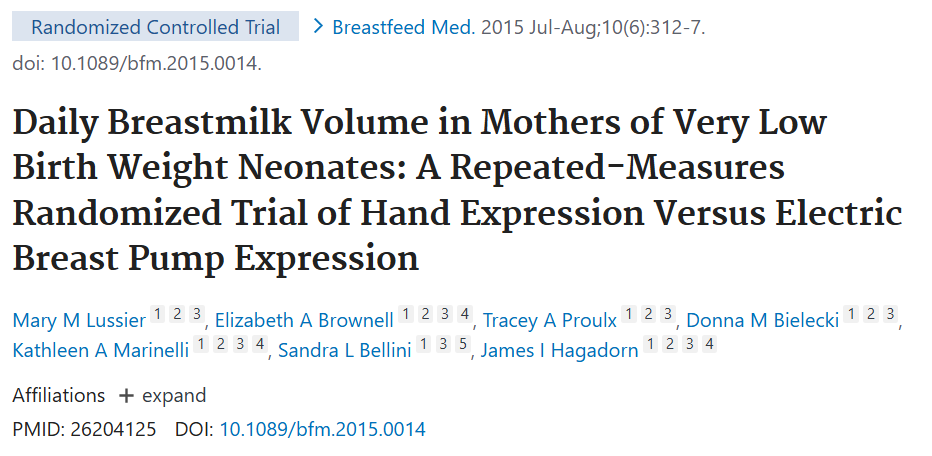 Randomized Controlled Trial > Breastfeed Med. 2015 Jul-Aug;10(6):312-7.
doi: 10.1089/bfm.2015.0014.
Daily Breastmilk Volume in Mothers of Very Low
Birth Weight Neonates: A Repeated-Measures
Randomized Trial of Hand Expression Versus Electric
Breast Pump Expression
Mary M Lussier 1 2 3, Elizabeth A Brownell 1 2 3 4, Tracey A Proulx 1 2 3, Donna M Bielecki 1 2 3,
Kathleen A Marinelli 1 2 3 4, Sandra L Bellini 1 3 5, James I Hagadorn 1 2 3 4
Affiliations + expand
PMID: 26204125 DOI: 10.1089/bfm.2015.0014